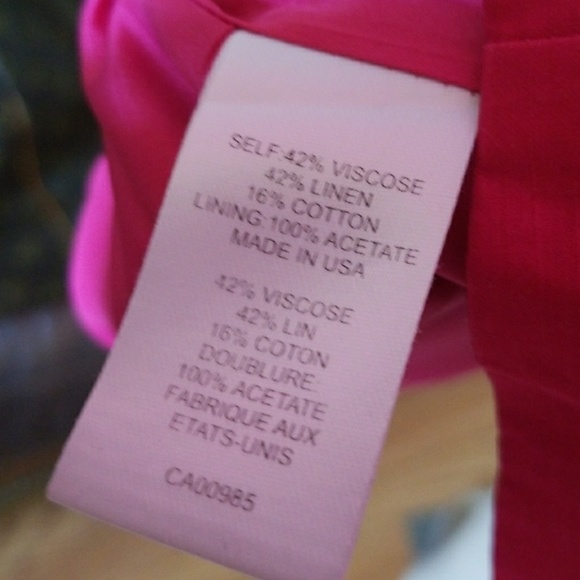 SELF:42% VISCOSE
42% LINEN
16% COTTON
LINING:100% ACETATE
MADE IN USA
42% VISCOSE
42% LIN
16% COTON
DOUBLURE:
100% ACETATE
FABRIQUE AUX
ETATS-UNIS
CA00985